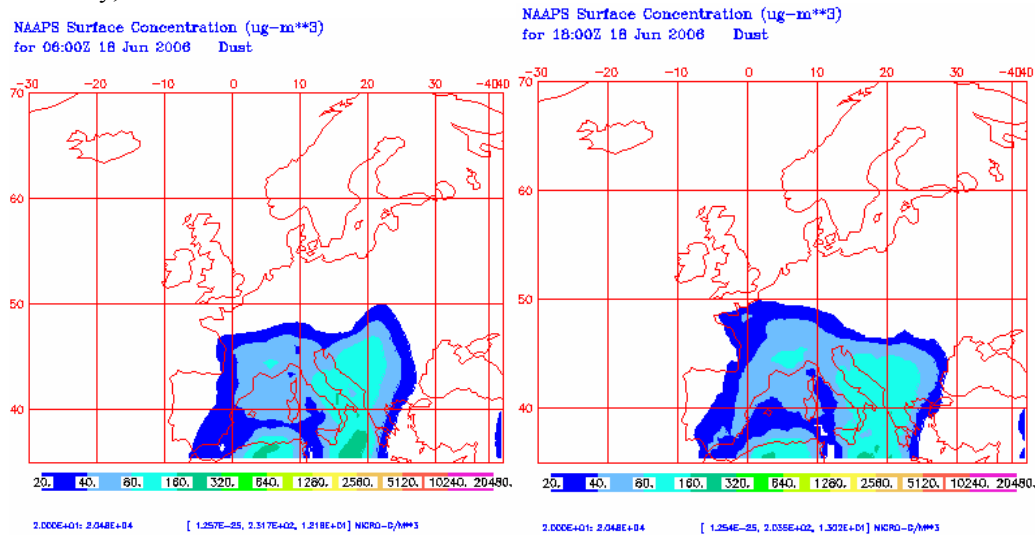 NAAPS Surface Concentration (ug-m**3)
for 06:00Z 18 Jun 2006 Dust
-30 -20 -10 0 10 20 30
70
60
50
40
20. 40. 80. 160. 320. 640. 1280. 2560. 5120. 10240. 20480.
2.000E+01: 2.048E+04 [ 1.257E-25, 2.317E+02, 1.218E+01] MICRO-G/M**3
NAAPS Surface Concentration (ug-m**3)
for 18:00Z 18 Jun 2006 Dust
-30 -20 -10 0 10 20 30
70
60
50
40
20. 40. 80. 160. 320. 640. 1280. 2560. 5120. 10240. 20480.
2.000E+01: 2.048E+04 [ 1.254E-25, 2.035E+02, 1.302E+01] MICRO-G/M**3